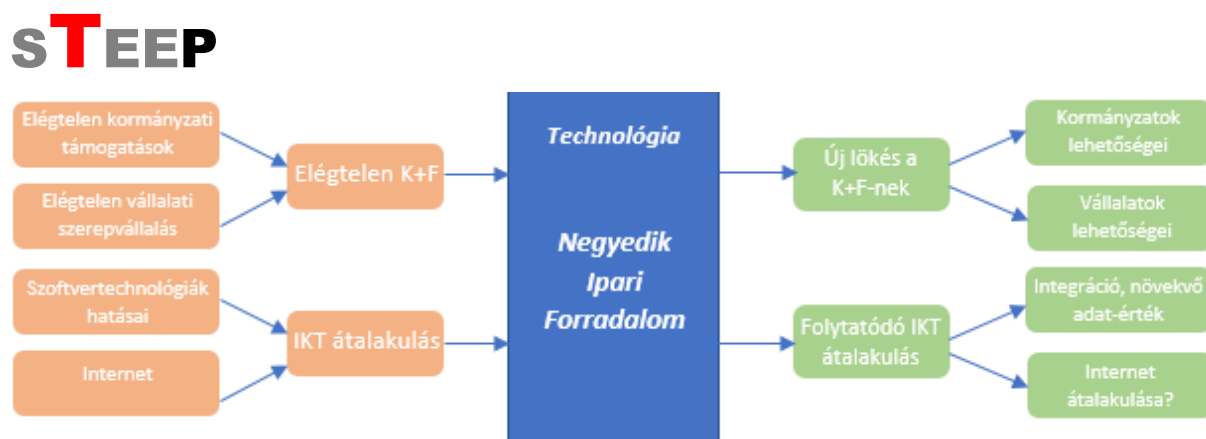 STEEP
Elégtelen kormányzati
támogatások
Elégtelen vállalati
szerepvállalás
Elégtelen K+F
Szoftvertechnológiák
hatásai
Internet
IKT átalakulás
Technológia
Negyedik
Ipari
Forradalom
Új lökés a
K+F-nek
Kormányzatok
lehetőségei
Vállalatok
lehetőségei
Folytatódó IKT
átalakulás
Integráció, növekvő
adat-érték
Internet
átalakulása?